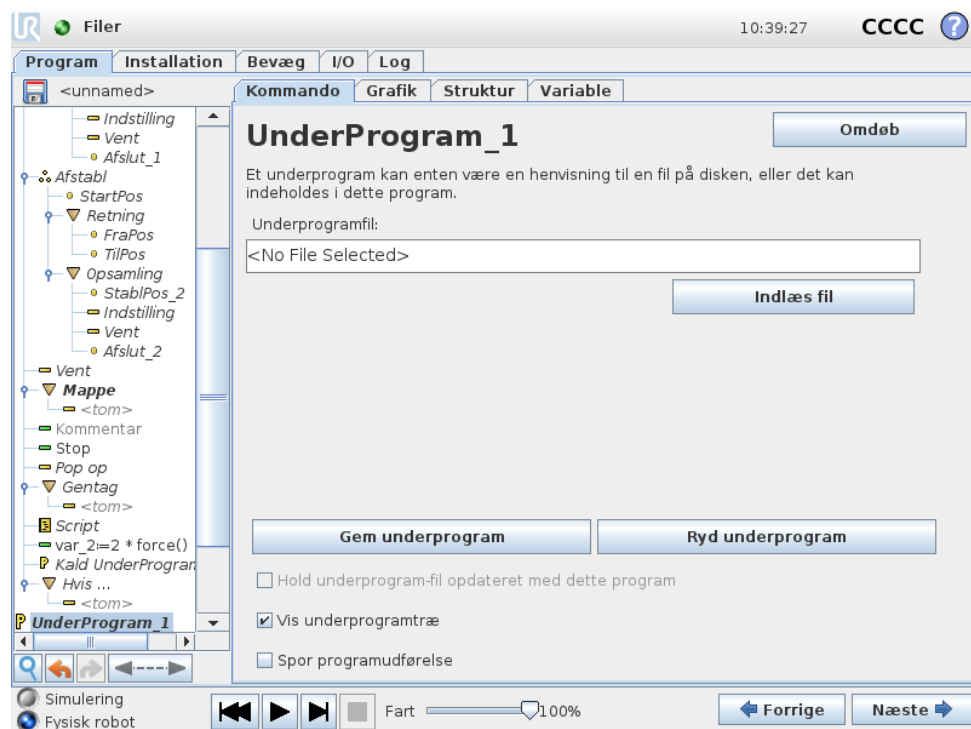 UR Filer 10:39:27 CCCC ?
Program Installation Bevæg I/O Log
<unnamed>
Kommando Grafik Struktur Variable
Indstilling
Vent
Afslut_1
Afstabl
StartPos
Retning
FraPos
TilPos
Opsamling
StablPos_2
Indstilling
Vent
Afslut_2
Vent
Mappe
<tom>
Kommentar
Stop
Pop op
Gentag
<tom>
Script
var_2:=2 * force()
Kald UnderProgran
Hvis ...
<tom>
UnderProgram_1
UnderProgram_1
Omdøb
Et underprogram kan enten være en henvisning til en fil på disken, eller det kan
indeholdes i dette program.
Underprogramfil:
<No File Selected>
Indlæs fil
Gem underprogram
Ryd underprogram
Hold underprogram-fil opdateret med dette program
Vis underprogramtræ
Spor programudførelse
Simulering
Fysisk robot
Fart 100%
Forrige
Næste